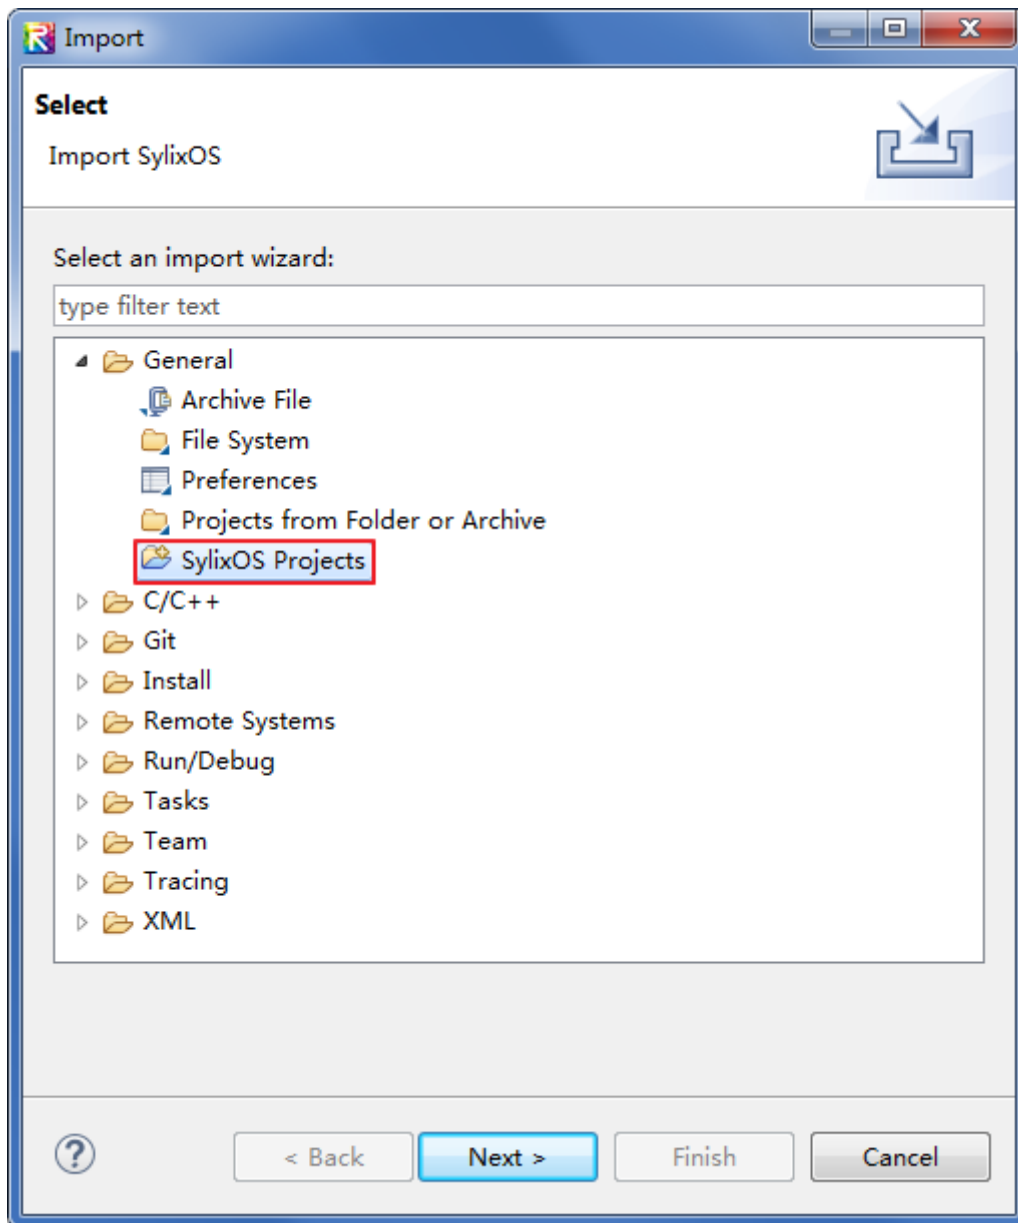 Import
Select
Import SylixOS
Select an import wizard:
type filter text
General
Archive File
File System
Preferences
Projects from Folder or Archive
SylixOS Projects
C/C++
Git
Install
Remote Systems
Run/Debug
Tasks
Team
Tracing
XML
< Back Next > Finish Cancel